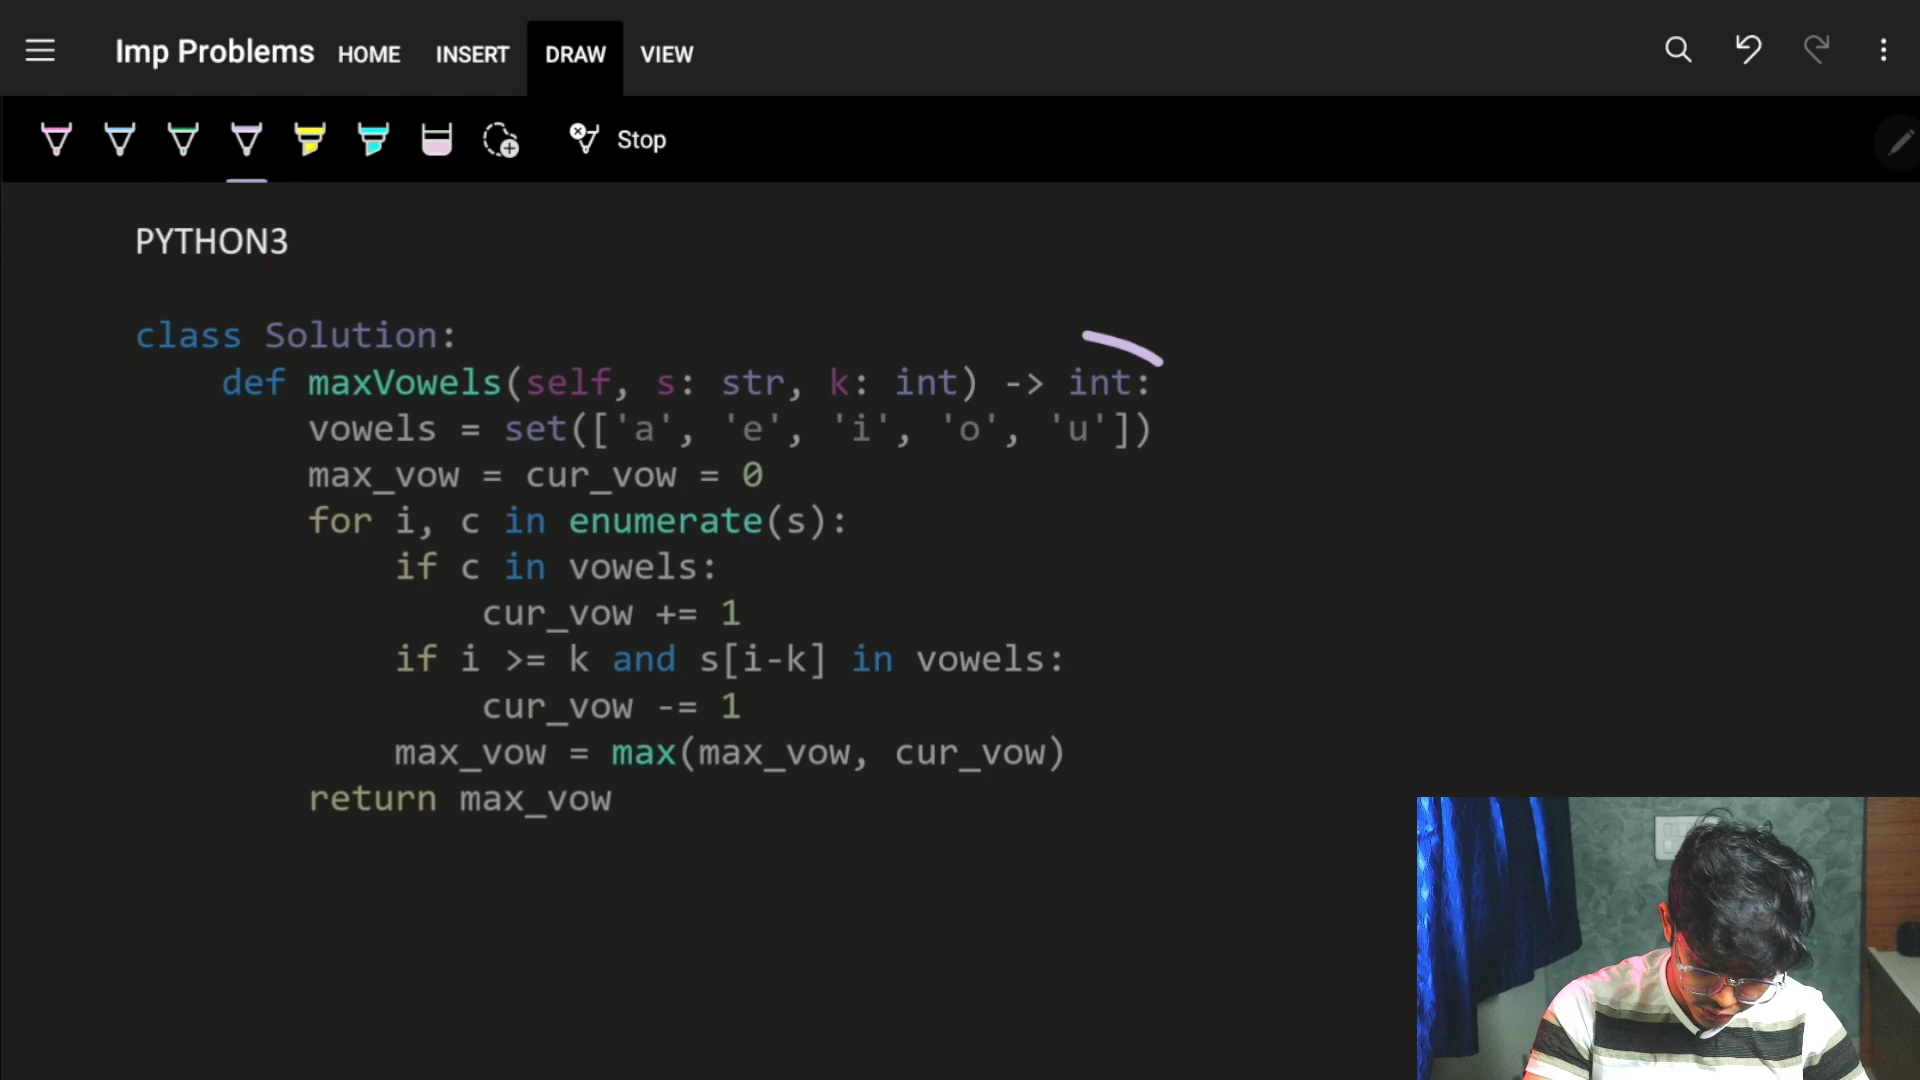 Imp Problems HOME INSERT DRAW VIEW
Stop
PYTHON3
class Solution:
    def maxVowels(self, s: str, k: int) -> int:
        vowels = set(['a', 'e', 'i', 'o', 'u'])
        max_vow = cur_vow = 0
        for i, c in enumerate(s):
            if c in vowels:
                cur_vow += 1
            if i >= k and s[i-k] in vowels:
                cur_vow -= 1
            max_vow = max(max_vow, cur_vow)
        return max_vow